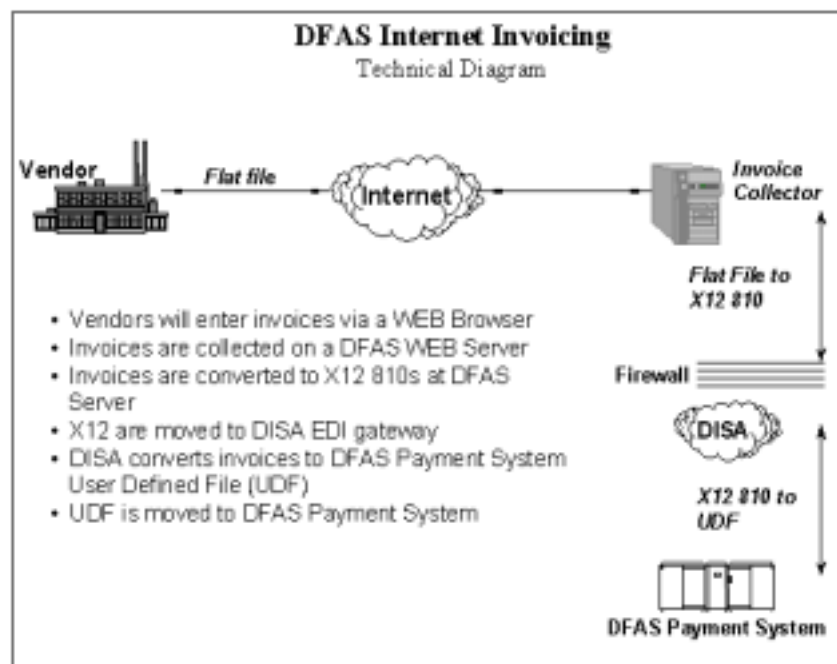 DFAS Internet Invoicing
Technical Diagram
Vendor
Flat file
Internet
Invoice
Collector
Flat File to
X12 810
• Vendors will enter invoices via a WEB Browser
• Invoices are collected on a DFAS WEB Server
• Invoices are converted to X12 810s at DFAS
Server
• X12 are moved to DISA EDI gateway
• DISA converts invoices to DFAS Payment System
User Defined File (UDF)
• UDF is moved to DFAS Payment System
Firewall
DISA
X12 810 to
UDF
DFAS Payment System